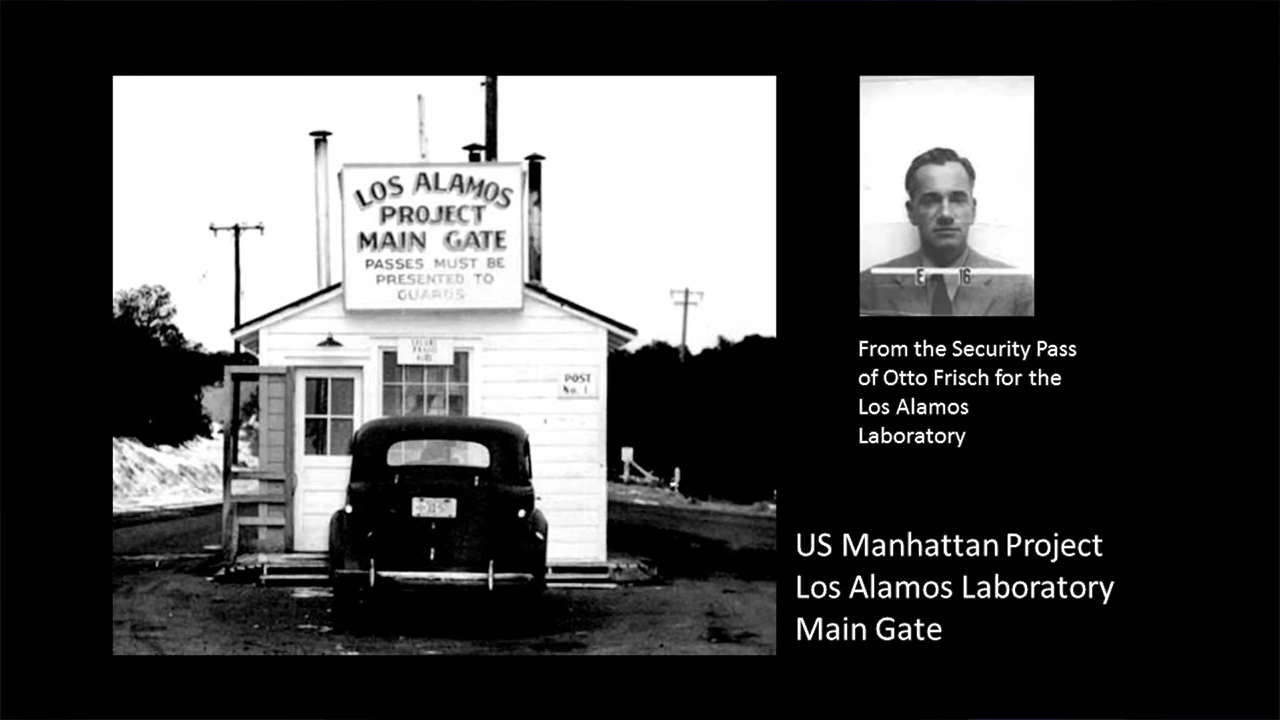 LOS ALAMOS
PROJECT
MAIN GATE
PASSES MUST BE
PRESENTED TO
GUARDS
POST
No. 1
E 16
From the Security Pass
of Otto Frisch for the
Los Alamos
Laboratory
US Manhattan Project
Los Alamos Laboratory
Main Gate